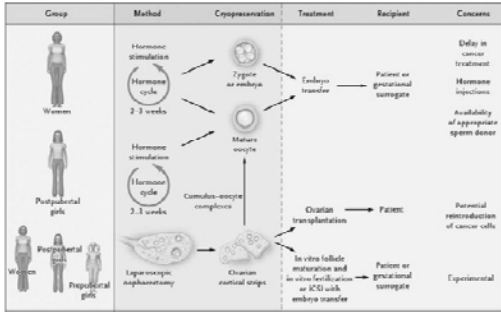 Group
Method
Cryopreservation
Treatment
Recipient
Concerns
Women
Hormone
stimulation
Hormone
cycle
2–3 weeks
Zygote
or embryo
Mature
oocyte
Embryo
transfer
Patient or
gestational
surrogate
Delay in
cancer
treatment
Hormone
injections
Availability
of appropriate
sperm donor
Postpubertal
girls
Hormone
stimulation
Hormone
cycle
2–3 weeks
Cumulus–oocyte
complexes
Women
Postpubertal
girls
Prepubertal
girls
Laparoscopic
oophorectomy
Ovarian
cortical strips
Ovarian
transplantation
Patient
Potential
reintroduction
of cancer cells
In vitro follicle
maturation and
in vitro fertilization
or ICSI with
embryo transfer
Patient or
gestational
surrogate
Experimental